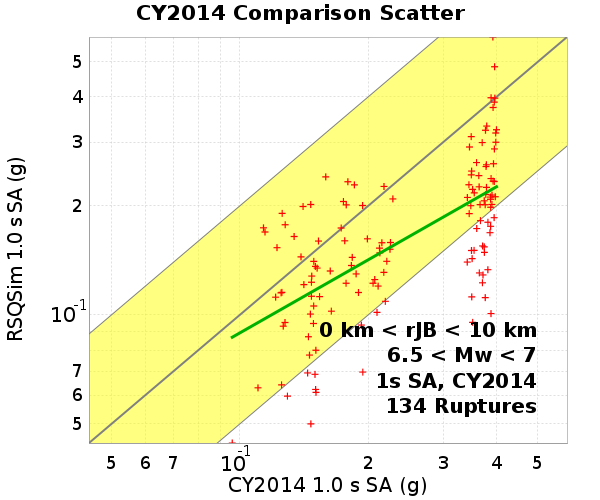 CY2014 Comparison Scatter
RSQSim 1.0 s SA (g)
5
4
3
2
10-1
7
6
5
0 km < rJB < 10 km
6.5 < Mw < 7
1s SA, CY2014
134 Ruptures
5 6 7 10-1 2 3 4 5
CY2014 1.0 s SA (g)